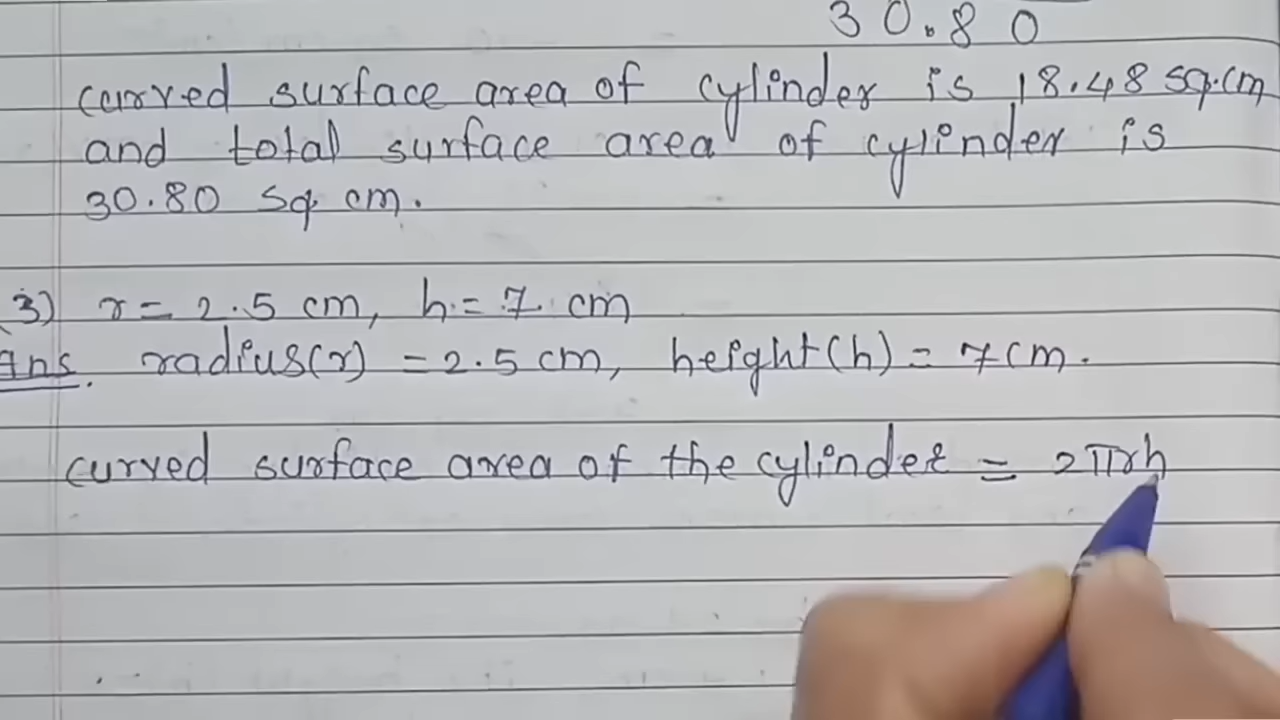 30.80
curved surface area of cylinder is 18.48 sq.cm
and total surface area of cylinder is
30.80 sq. cm.
(3) r = 2.5 cm, h = 7 cm
Ans. radius(r) = 2.5 cm, height(h) = 7cm.
curved surface area of the cylinder = 2πrh